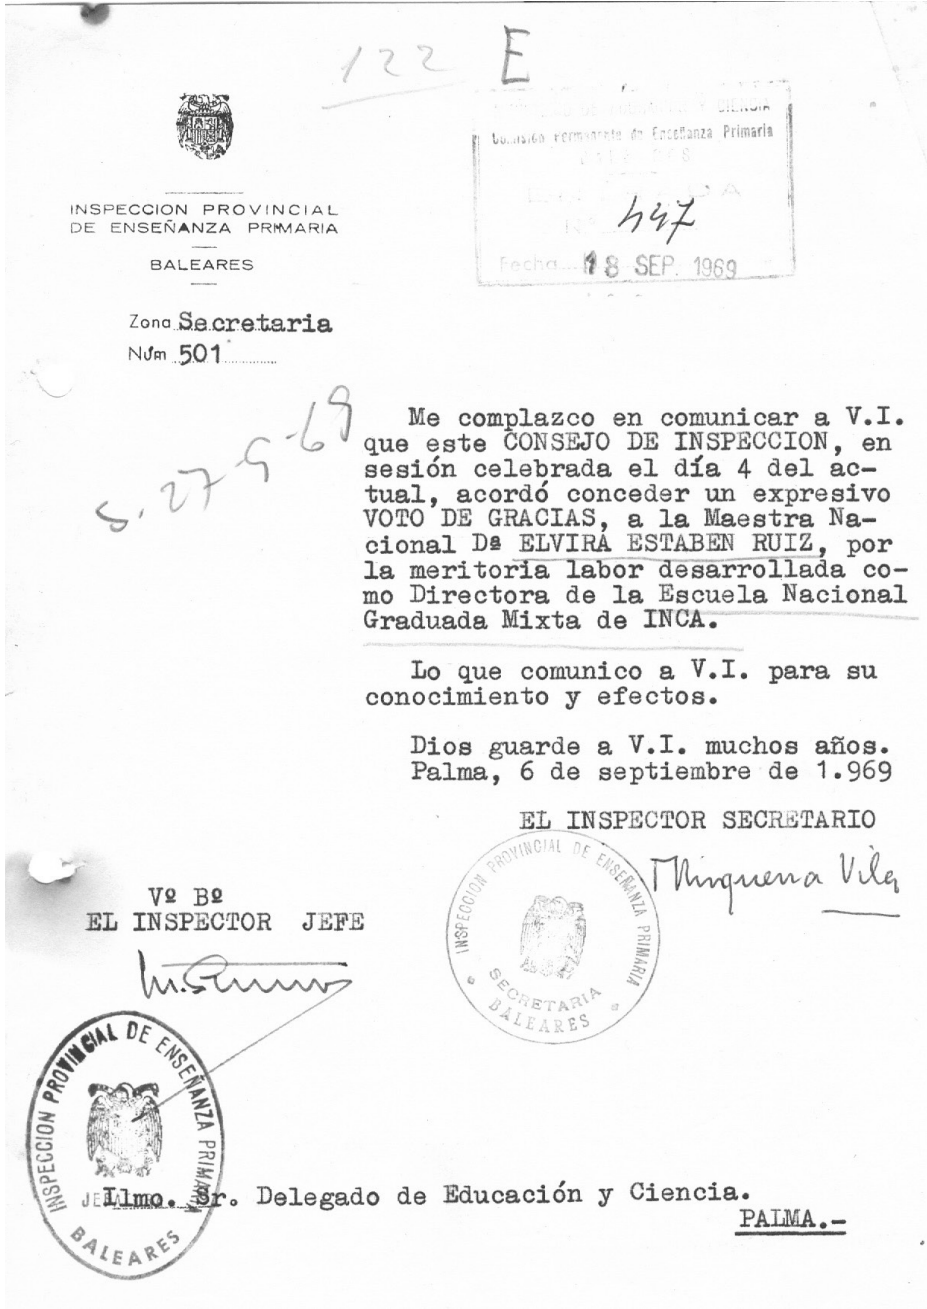 122 E
CIENCIA
Comisión Permanente de Enseñanza Primaria
BALEARES
ENTRADA
Nº 447
Fecha 18 SEP. 1969
INSPECCION PROVINCIAL
DE ENSEÑANZA PRIMARIA
BALEARES
Zona Secretaria
Núm 501
S. 27-9-69
Me complazco en comunicar a V.I.
que este CONSEJO DE INSPECCION, en
sesión celebrada el día 4 del ac-
tual, acordó conceder un expresivo
VOTO DE GRACIAS, a la Maestra Na-
cional Dª ELVIRA ESTABEN RUIZ, por
la meritoria labor desarrollada co-
mo Directora de la Escuela Nacional
Graduada Mixta de INCA.
Lo que comunico a V.I. para su
conocimiento y efectos.
Dios guarde a V.I. muchos años.
Palma, 6 de septiembre de 1.969
EL INSPECTOR SECRETARIO
Vila
INSPECCION PROVINCIAL DE ENSEÑANZA PRIMARIA
SECRETARIA
BALEARES
Vº Bº
EL INSPECTOR JEFE
INSPECCION PROVINCIAL DE ENSEÑANZA PRIMARIA
BALEARES
Ilmo. Sr. Delegado de Educación y Ciencia.
PALMA.-